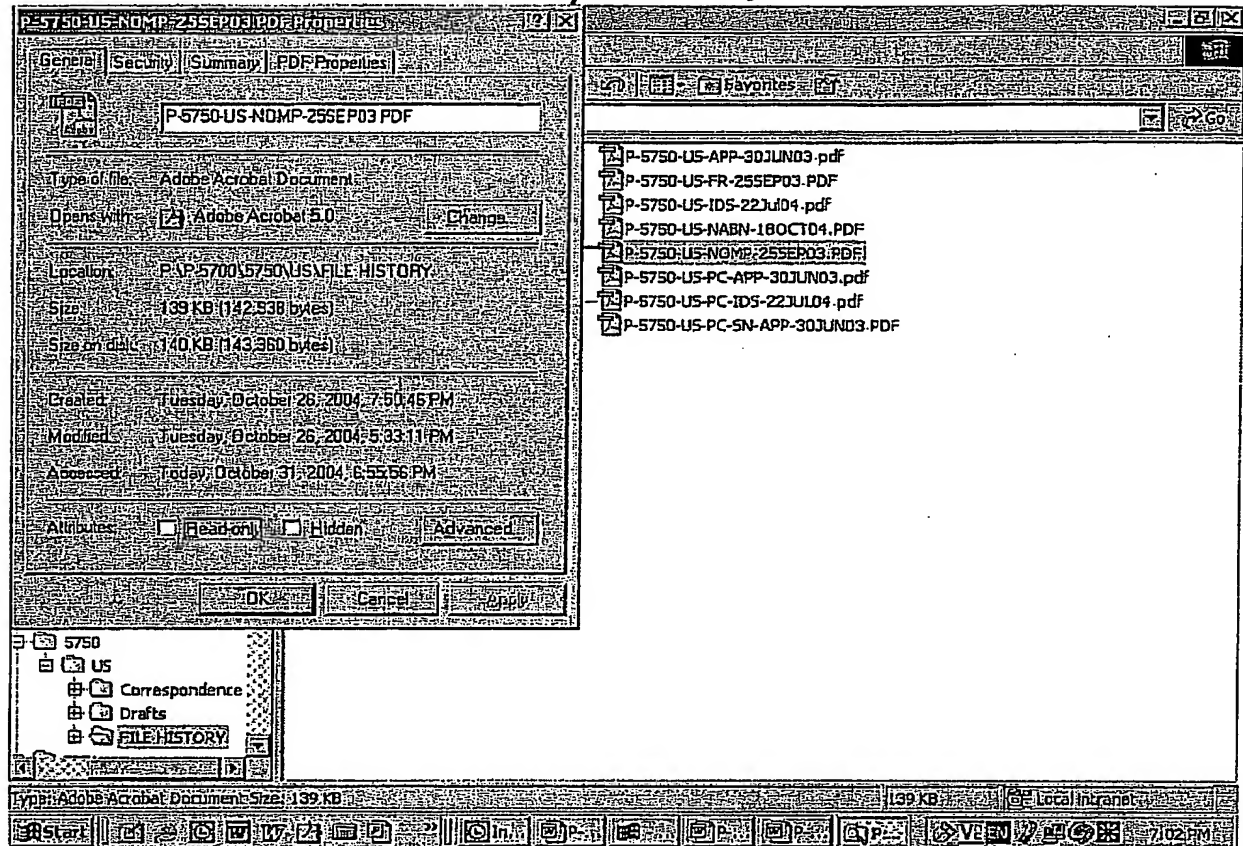 P-5750-US-NOMP-25SEP03.PDF Properties
General Security Summary PDF Properties
P-5750-US-NOMP-25SEP03.PDF
Type of file: Adobe Acrobat Document
Opens with: Adobe Acrobat 5.0 Change...
Location: P:\P-5700\5750\US\FILE HISTORY
Size: 139 KB (142,938 bytes)
Size on disk: 140 KB (143,360 bytes)
Created: Tuesday, October 26, 2004, 7:50:46 PM
Modified: Tuesday, October 26, 2004, 5:33:11 PM
Accessed: Today, October 31, 2004, 6:55:56 PM
Attributes: Read-only Hidden Advanced...
OK Cancel Apply
Favorites
Go
P-5750-US-APP-30JUN03.pdf
P-5750-US-FR-25SEP03.PDF
P-5750-US-IDS-22Jul04.pdf
P-5750-US-NABN-18OCT04.PDF
P-5750-US-NOMP-25SEP03.PDF
P-5750-US-PC-APP-30JUN03.pdf
P-5750-US-PC-IDS-22JUL04.pdf
P-5750-US-PC-SN-APP-30JUN03.PDF
5750
US
Correspondence
Drafts
FILE HISTORY
Type: Adobe Acrobat Document Size: 139 KB 139 KB Local intranet
Start In... P-... P... P... P... EN 7:02 PM